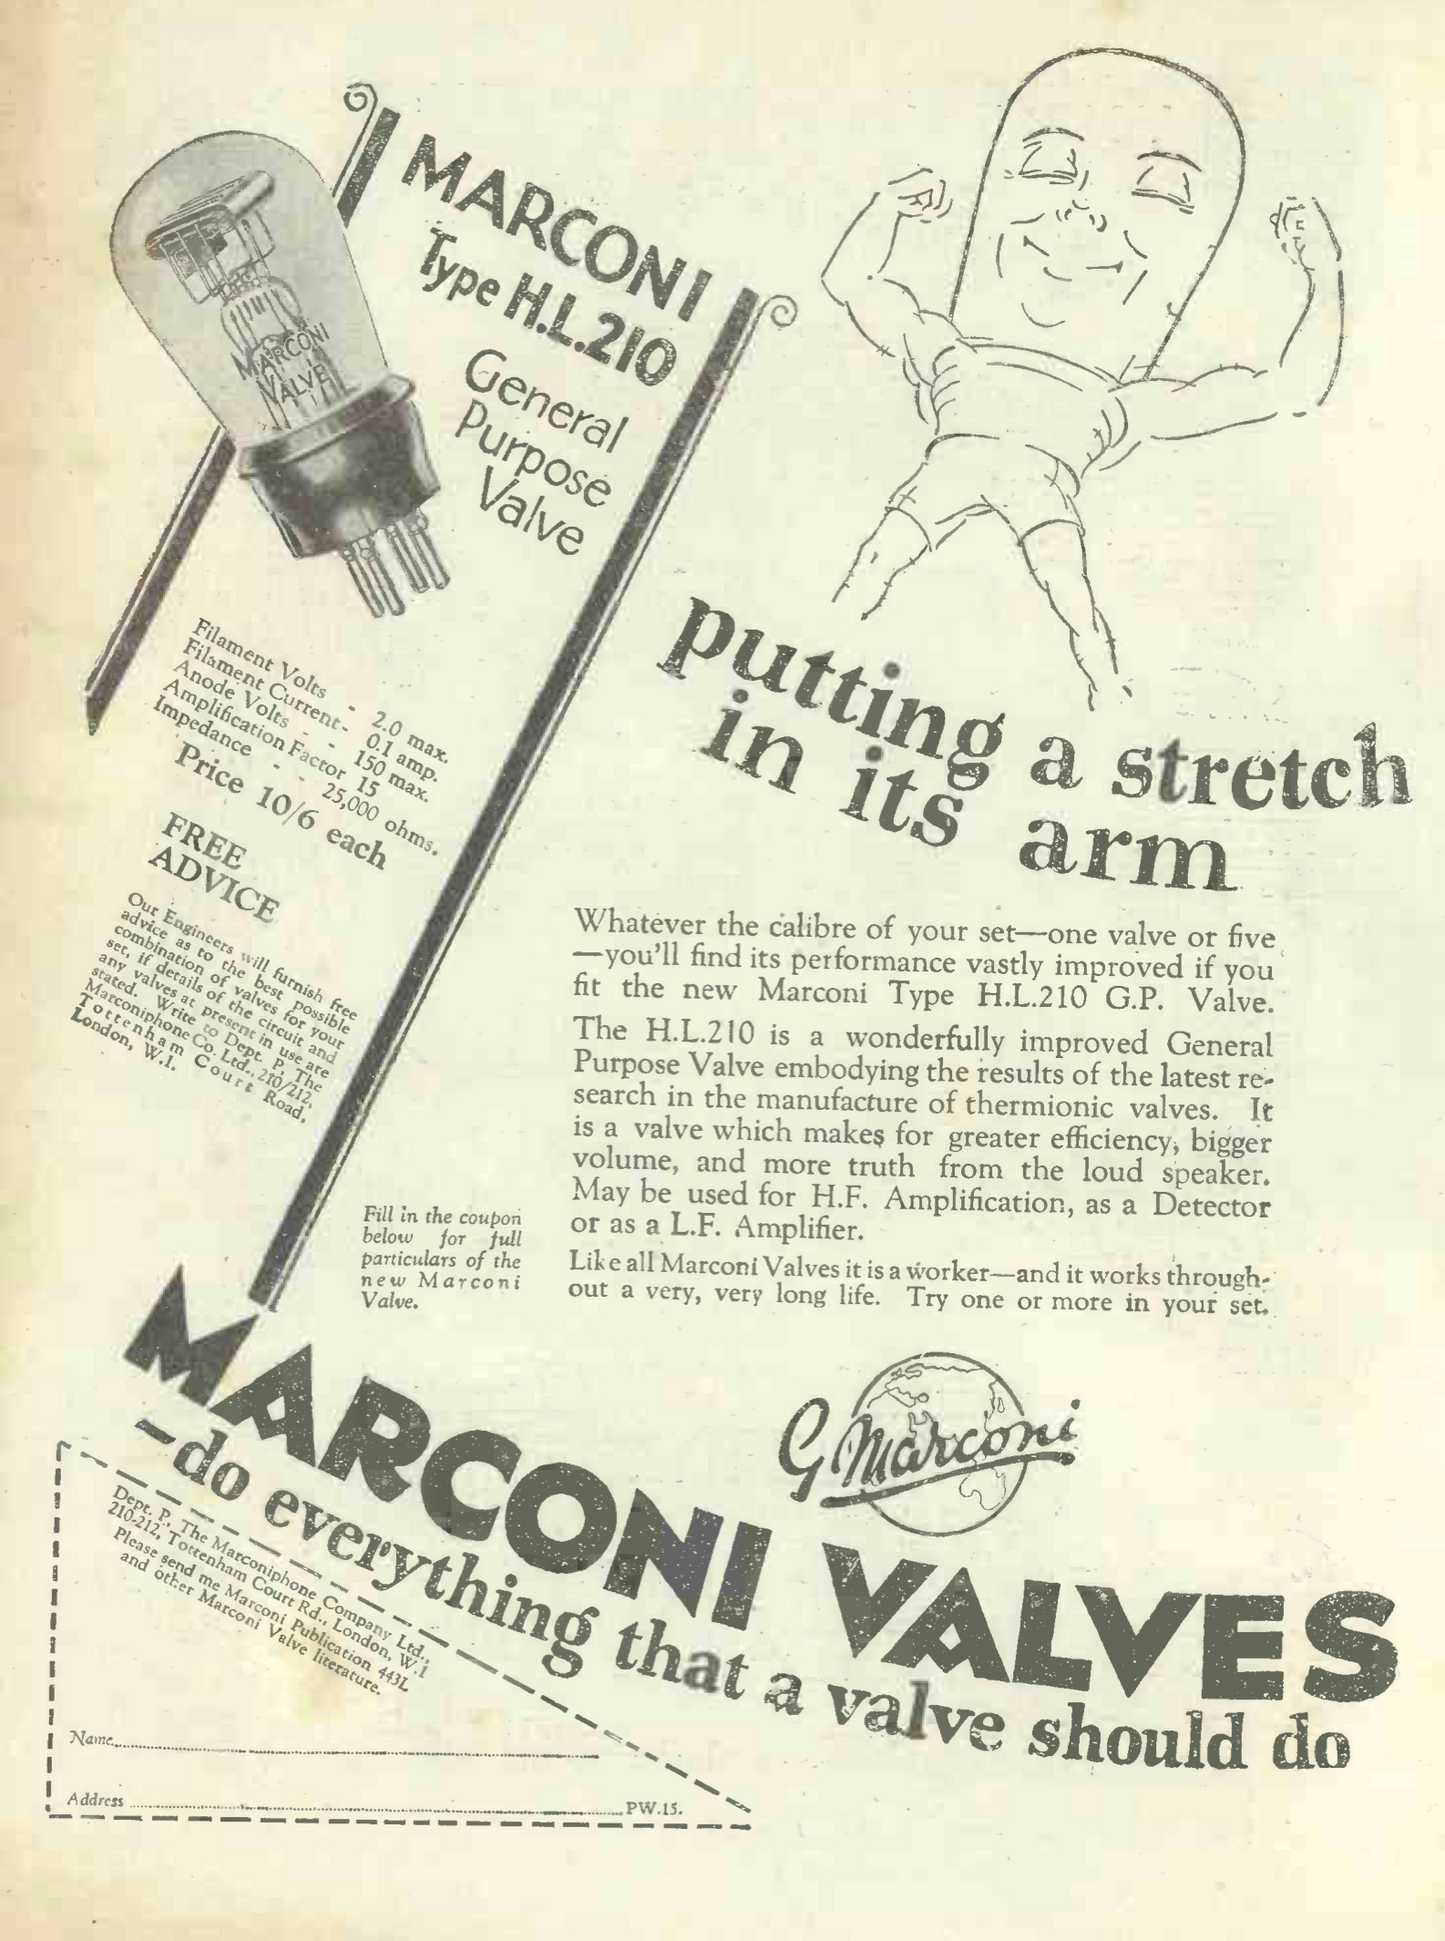 MARCONI
Type H.L.210
General
Purpose
Valve
MARCONI
VALVE
Filament Volts - 2.0 max.
Filament Current - 0.1 amp.
Anode Volts - - 150 max.
Amplification Factor 15
Impedance - - 25,000 ohms.
Price 10/6 each
FREE
ADVICE
Our Engineers will furnish free
advice as to the best possible
combination of valves for your
set, if details of the circuit and
any valves at present in use are
stated. Write to Dept. P. The
Marconiphone Co. Ltd., 210/212,
Tottenham Court Road,
London, W.1.
putting a stretch
in its arm
Whatever the calibre of your set—one valve or five
—you'll find its performance vastly improved if you
fit the new Marconi Type H.L.210 G.P. Valve.
The H.L.210 is a wonderfully improved General
Purpose Valve embodying the results of the latest re-
search in the manufacture of thermionic valves. It
is a valve which makes for greater efficiency, bigger
volume, and more truth from the loud speaker.
May be used for H.F. Amplification, as a Detector
or as a L.F. Amplifier.
Like all Marconi Valves it is a worker—and it works through-
out a very, very long life. Try one or more in your set.
Fill in the coupon
below for full
particulars of the
new Marconi
Valve.
G Marconi
MARCONI VALVES
—do everything that a valve should do
Dept. P., The Marconiphone Company Ltd.,
210-212, Tottenham Court Rd., London, W.1
Please send me Marconi Publication 443L
and other Marconi Valve literature.
Name
Address PW.15.